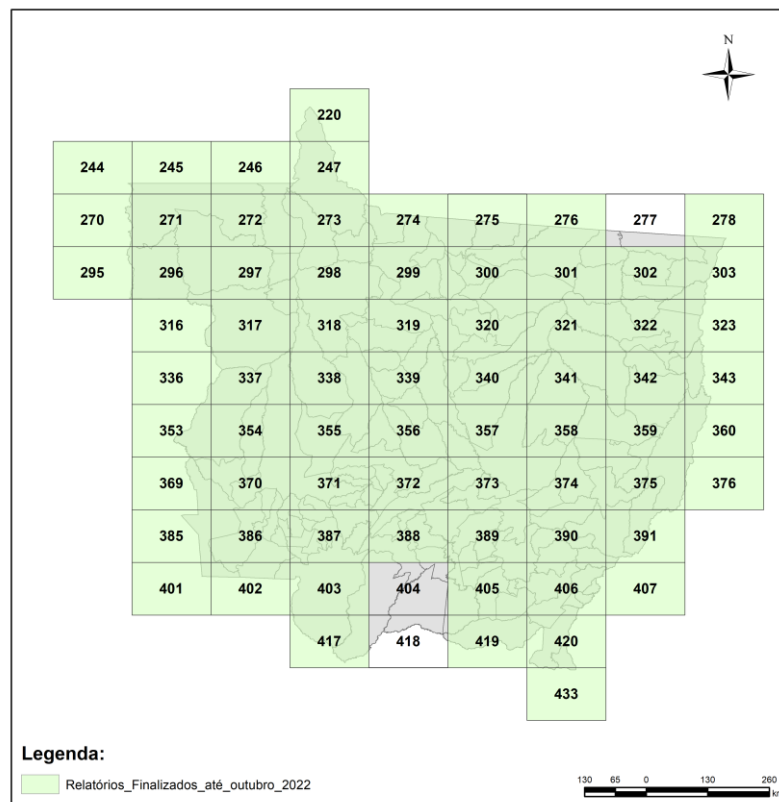 N
220
244 245 246 247
270 271 272 273 274 275 276 277 278
295 296 297 298 299 300 301 302 303
316 317 318 319 320 321 322 323
336 337 338 339 340 341 342 343
353 354 355 356 357 358 359 360
369 370 371 372 373 374 375 376
385 386 387 388 389 390 391
401 402 403 404 405 406 407
417 418 419 420
433
Legenda:
Relatórios_Finalizados_até_outubro_2022
130 65 0 130 260
km